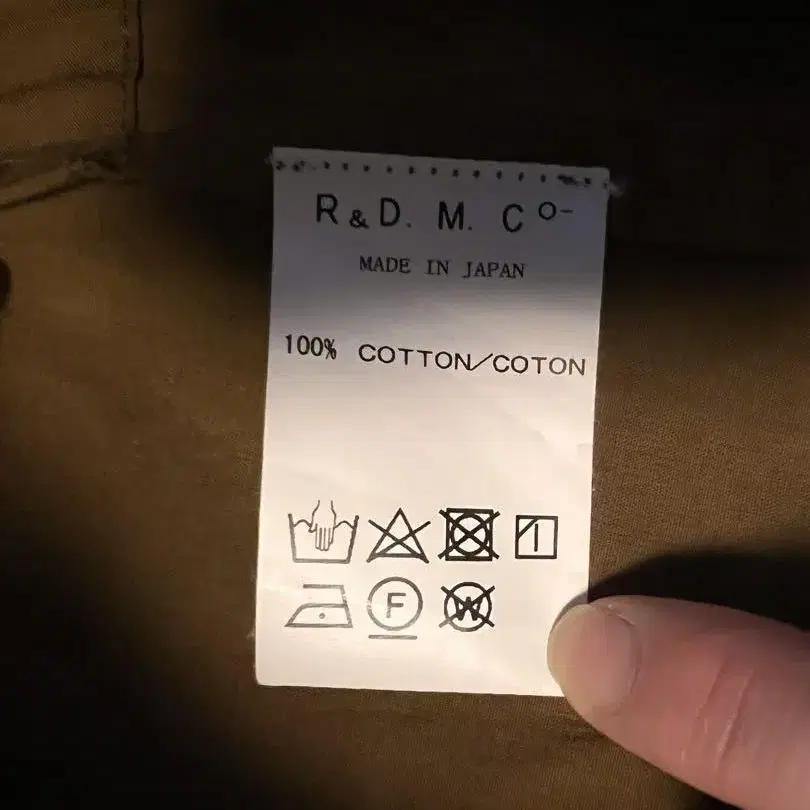 R&D. M. Cº-
MADE IN JAPAN
100% COTTON/COTON
F
W